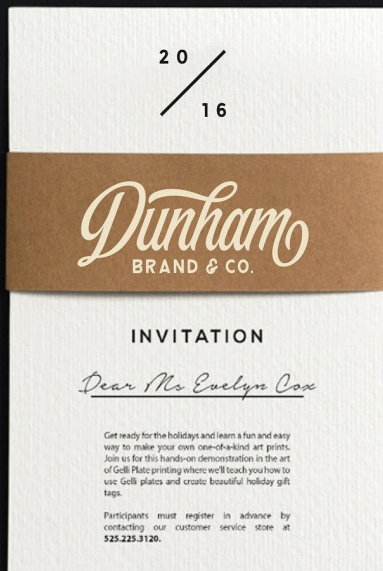 20
16
Dunham
BRAND & CO.
INVITATION
Dear Ms Evelyn Cox
Get ready for the holidays and learn a fun and easy
way to make your own one-of-a-kind art prints.
Join us for this hands-on demonstration in the art
of Gelli Plate printing where we'll teach you how to
use Gelli plates and create beautiful holiday gift
tags.
Participants must register in advance by
contacting our customer service store at
525.225.3120.